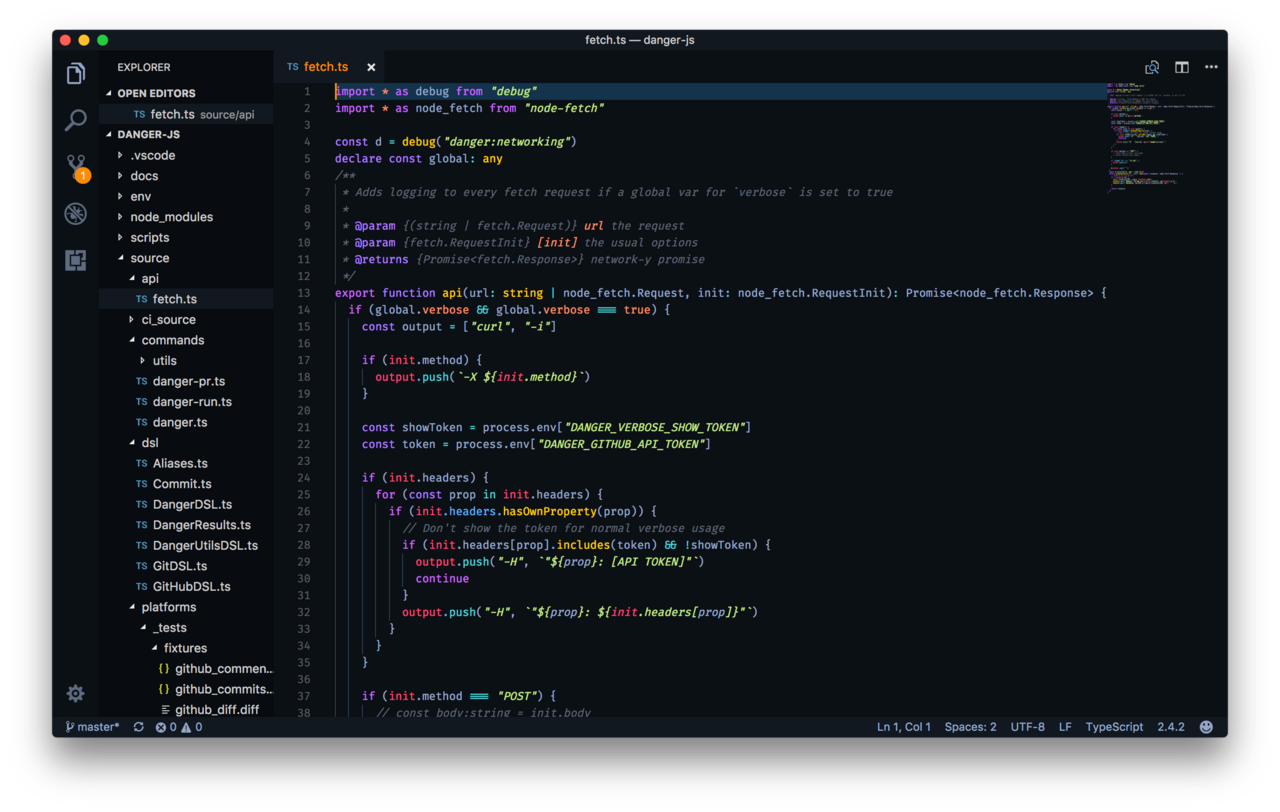 fetch.ts — danger-js
EXPLORER
OPEN EDITORS
TS fetch.ts source/api
DANGER-JS
.vscode
docs
env
node_modules
scripts
source
api
TS fetch.ts
ci_source
commands
utils
TS danger-pr.ts
TS danger-run.ts
TS danger.ts
dsl
TS Aliases.ts
TS Commit.ts
TS DangerDSL.ts
TS DangerResults.ts
TS DangerUtilsDSL.ts
TS GitDSL.ts
TS GitHubDSL.ts
platforms
_tests
fixtures
{} github_commen...
{} github_commits...
github_diff.diff
1
TS fetch.ts ×
1 import * as debug from "debug"
2 import * as node_fetch from "node-fetch"
3
4 const d = debug("danger:networking")
5 declare const global: any
6 /**
7 * Adds logging to every fetch request if a global var for `verbose` is set to true
8 *
9 * @param {(string | fetch.Request)} url the request
10 * @param {fetch.RequestInit} [init] the usual options
11 * @returns {Promise<fetch.Response>} network-y promise
12 */
13 export function api(url: string | node_fetch.Request, init: node_fetch.RequestInit): Promise<node_fetch.Response> {
14 if (global.verbose && global.verbose === true) {
15 const output = ["curl", "-i"]
16
17 if (init.method) {
18 output.push(`-X ${init.method}`)
19 }
20
21 const showToken = process.env["DANGER_VERBOSE_SHOW_TOKEN"]
22 const token = process.env["DANGER_GITHUB_API_TOKEN"]
23
24 if (init.headers) {
25 for (const prop in init.headers) {
26 if (init.headers.hasOwnProperty(prop)) {
27 // Don't show the token for normal verbose usage
28 if (init.headers[prop].includes(token) && !showToken) {
29 output.push("-H", `"${prop}: [API TOKEN]"`)
30 continue
31 }
32 output.push("-H", `"${prop}: ${init.headers[prop]}"`)
33 }
34 }
35 }
36
37 if (init.method === "POST") {
38 // const body:string = init.body
master* 0 0
Ln 1, Col 1 Spaces: 2 UTF-8 LF TypeScript 2.4.2